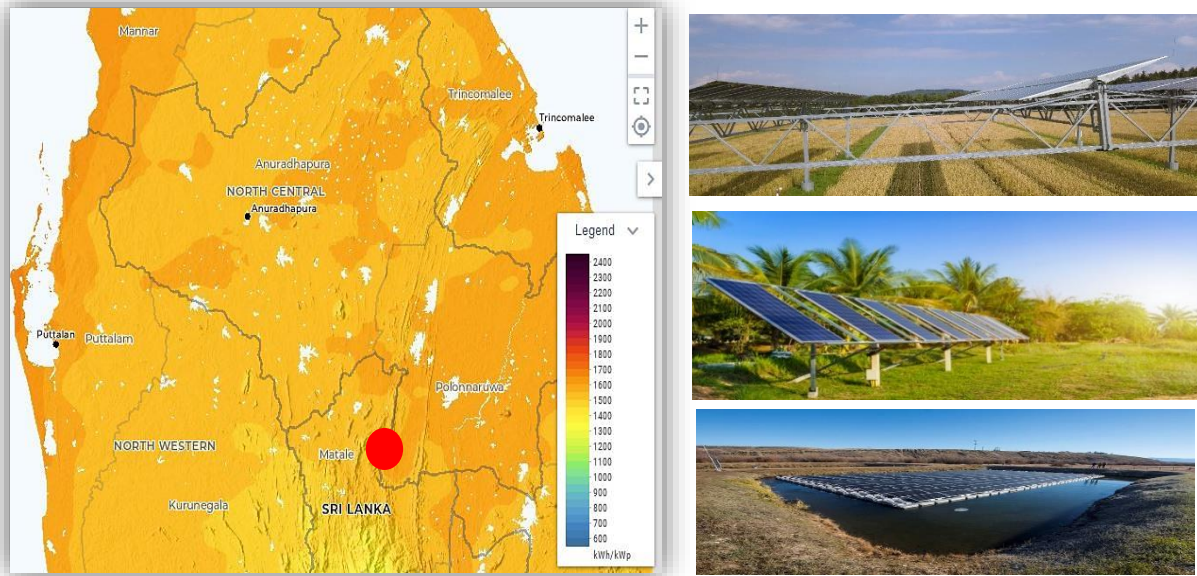 Mannar
Trincomalee
Trincomalee
Anuradhapura
NORTH CENTRAL
Anuradhapura
Puttalan
Puttalam
Polonnaruwa
NORTH WESTERN
Matale
Kurunegala
SRI LANKA
Legend
2400
2300
2200
2100
2000
1900
1800
1700
1600
1500
1400
1300
1200
1100
1000
900
800
700
600
kWh/kWp